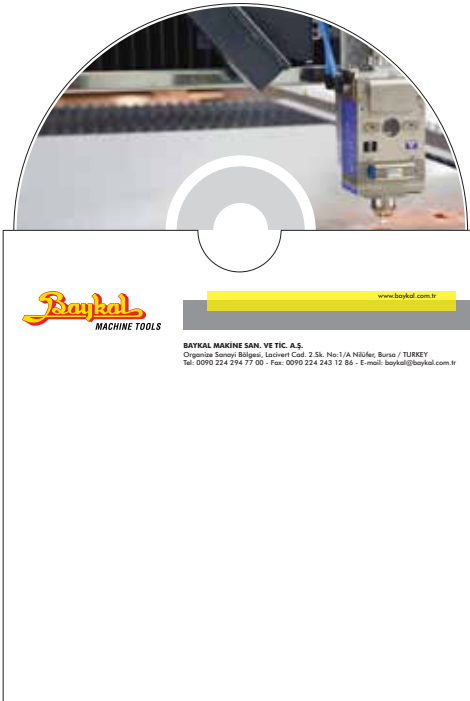 www.baykal.com.tr
Baykal
MACHINE TOOLS
BAYKAL MAKİNE SAN. VE TİC. A.Ş.
Organize Sanayi Bölgesi, Lacivert Cad. 2.Sk. No:1/A Nilüfer, Bursa / TURKEY
Tel: 0090 224 294 77 00 - Fax: 0090 224 243 12 86 - E-mail: baykal@baykal.com.tr